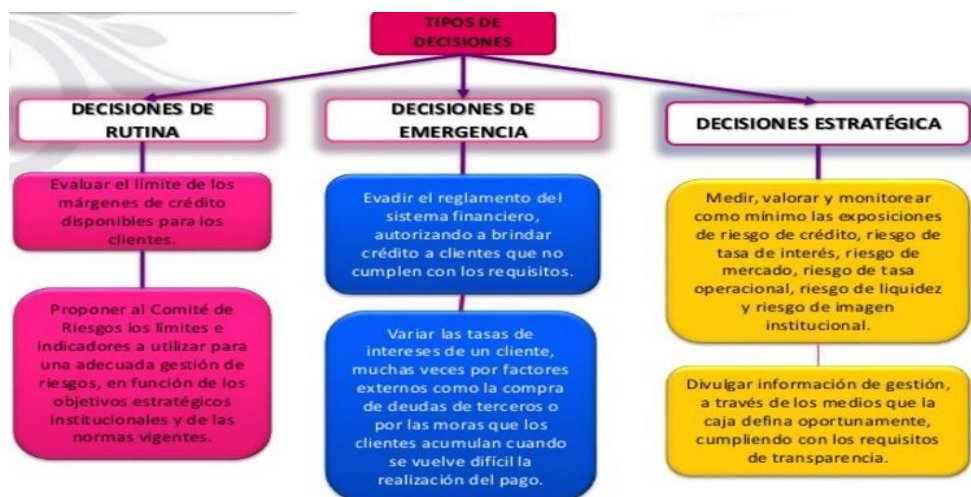 TIPOS DE
DECISIONES
DECISIONES DE
RUTINA
Evaluar el límite de los
márgenes de crédito
disponibles para los
clientes.
Proponer al Comité de
Riesgos los límites e
indicadores a utilizar para
una adecuada gestión de
riesgos, en función de los
objetivos estratégicos
institucionales y de las
normas vigentes.
DECISIONES DE
EMERGENCIA
Evadir el reglamento del
sistema financiero,
autorizando a brindar
crédito a clientes que no
cumplen con los requisitos.
Variar las tasas de
intereses de un cliente,
muchas veces por factores
externos como la compra
de deudas de terceros o
por las moras que los
clientes acumulan cuando
se vuelve difícil la
realización del pago.
DECISIONES ESTRATÉGICA
Medir, valorar y monitorear
como mínimo las exposiciones
de riesgo de crédito, riesgo de
tasa de interés, riesgo de
mercado, riesgo de tasa
operacional, riesgo de liquidez
y riesgo de imagen
institucional.
Divulgar información de gestión,
a través de los medios que la
caja defina oportunamente,
cumpliendo con los requisitos
de transparencia.